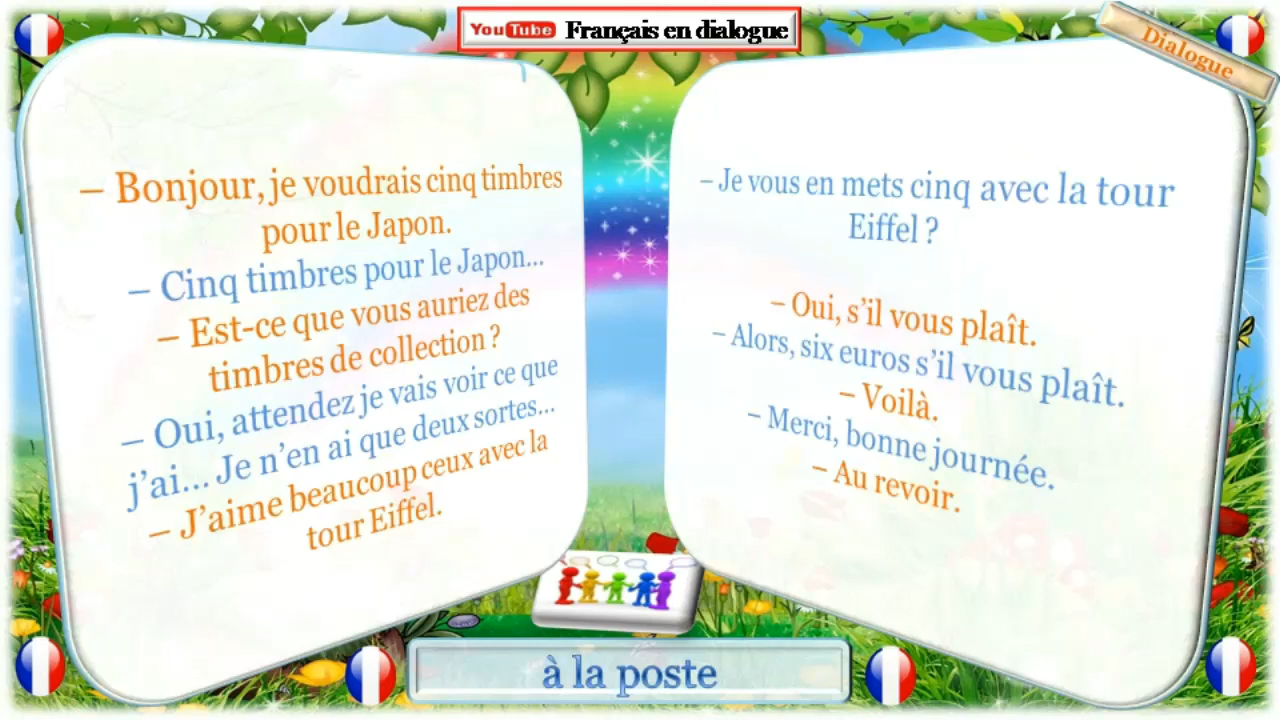 YouTube Français en dialogue
Dialogue
– Bonjour, je voudrais cinq timbres
pour le Japon.
– Cinq timbres pour le Japon...
– Est-ce que vous auriez des
timbres de collection ?
– Oui, attendez je vais voir ce que
j’ai... Je n’en ai que deux sortes...
– J’aime beaucoup ceux avec la
tour Eiffel.
– Je vous en mets cinq avec la tour
Eiffel ?
– Oui, s’il vous plaît.
– Alors, six euros s’il vous plaît.
– Voilà.
– Merci, bonne journée.
– Au revoir.
à la poste